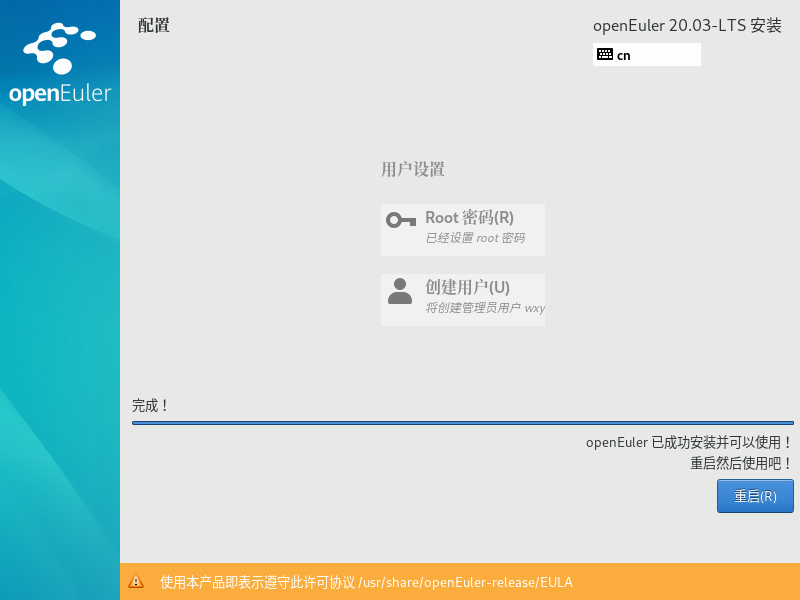 openEuler
配置
openEuler 20.03-LTS 安装
cn
用户设置
Root 密码(R)
已经设置 root 密码
创建用户(U)
将创建管理员用户 wxy
完成！
openEuler 已成功安装并可以使用！
重启然后使用吧！
重启(R)
使用本产品即表示遵守此许可协议 /usr/share/openEuler-release/EULA